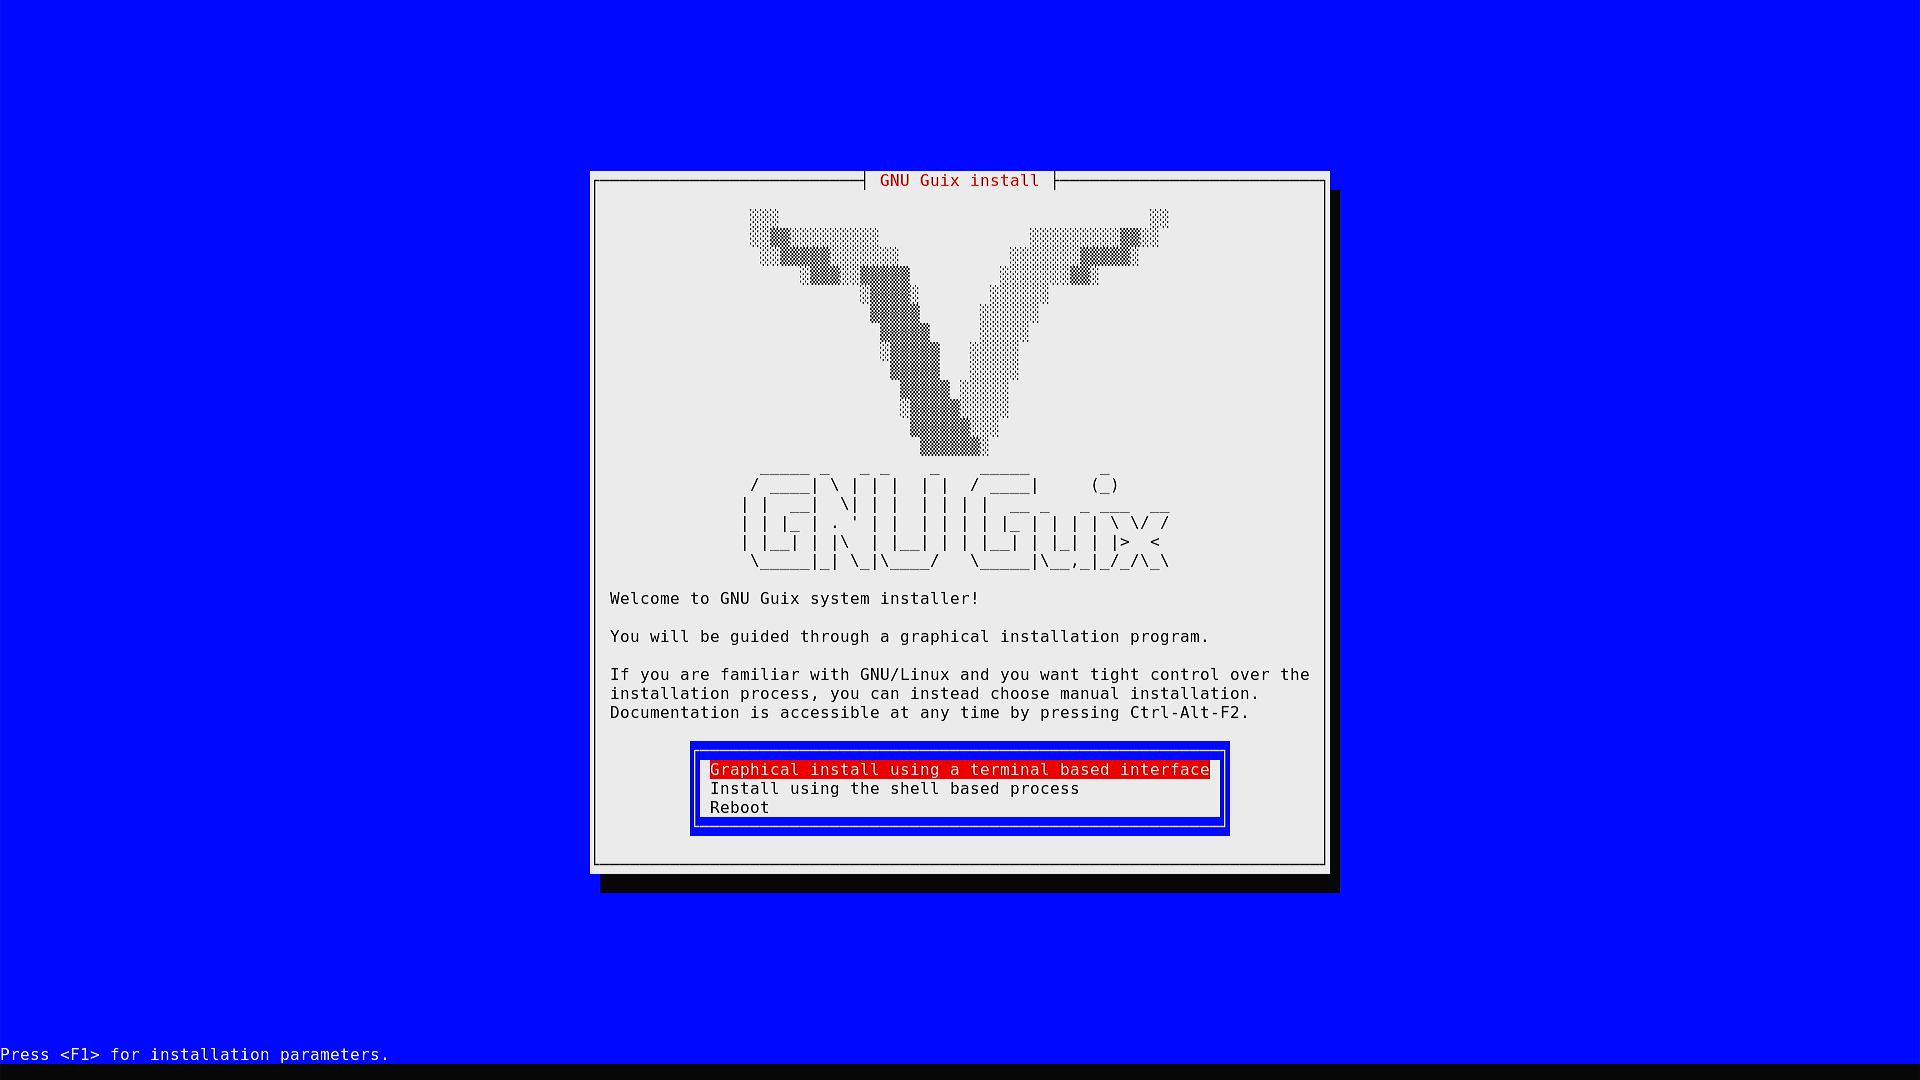 GNU Guix install
GNU Guix
Welcome to GNU Guix system installer!
You will be guided through a graphical installation program.
If you are familiar with GNU/Linux and you want tight control over the
installation process, you can instead choose manual installation.
Documentation is accessible at any time by pressing Ctrl-Alt-F2.
Graphical install using a terminal based interface
Install using the shell based process
Reboot
Press <F1> for installation parameters.